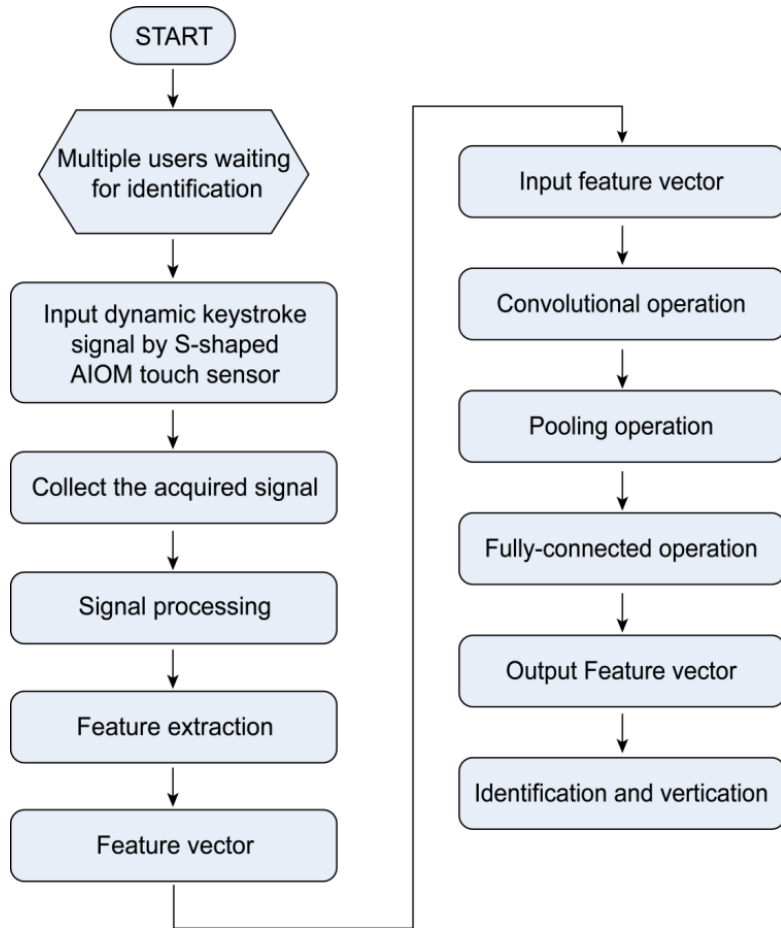 START
Multiple users waiting
for identification
Input dynamic keystroke
signal by S-shaped
AIOM touch sensor
Collect the acquired signal
Signal processing
Feature extraction
Feature vector
Input feature vector
Convolutional operation
Pooling operation
Fully-connected operation
Output Feature vector
Identification and vertication